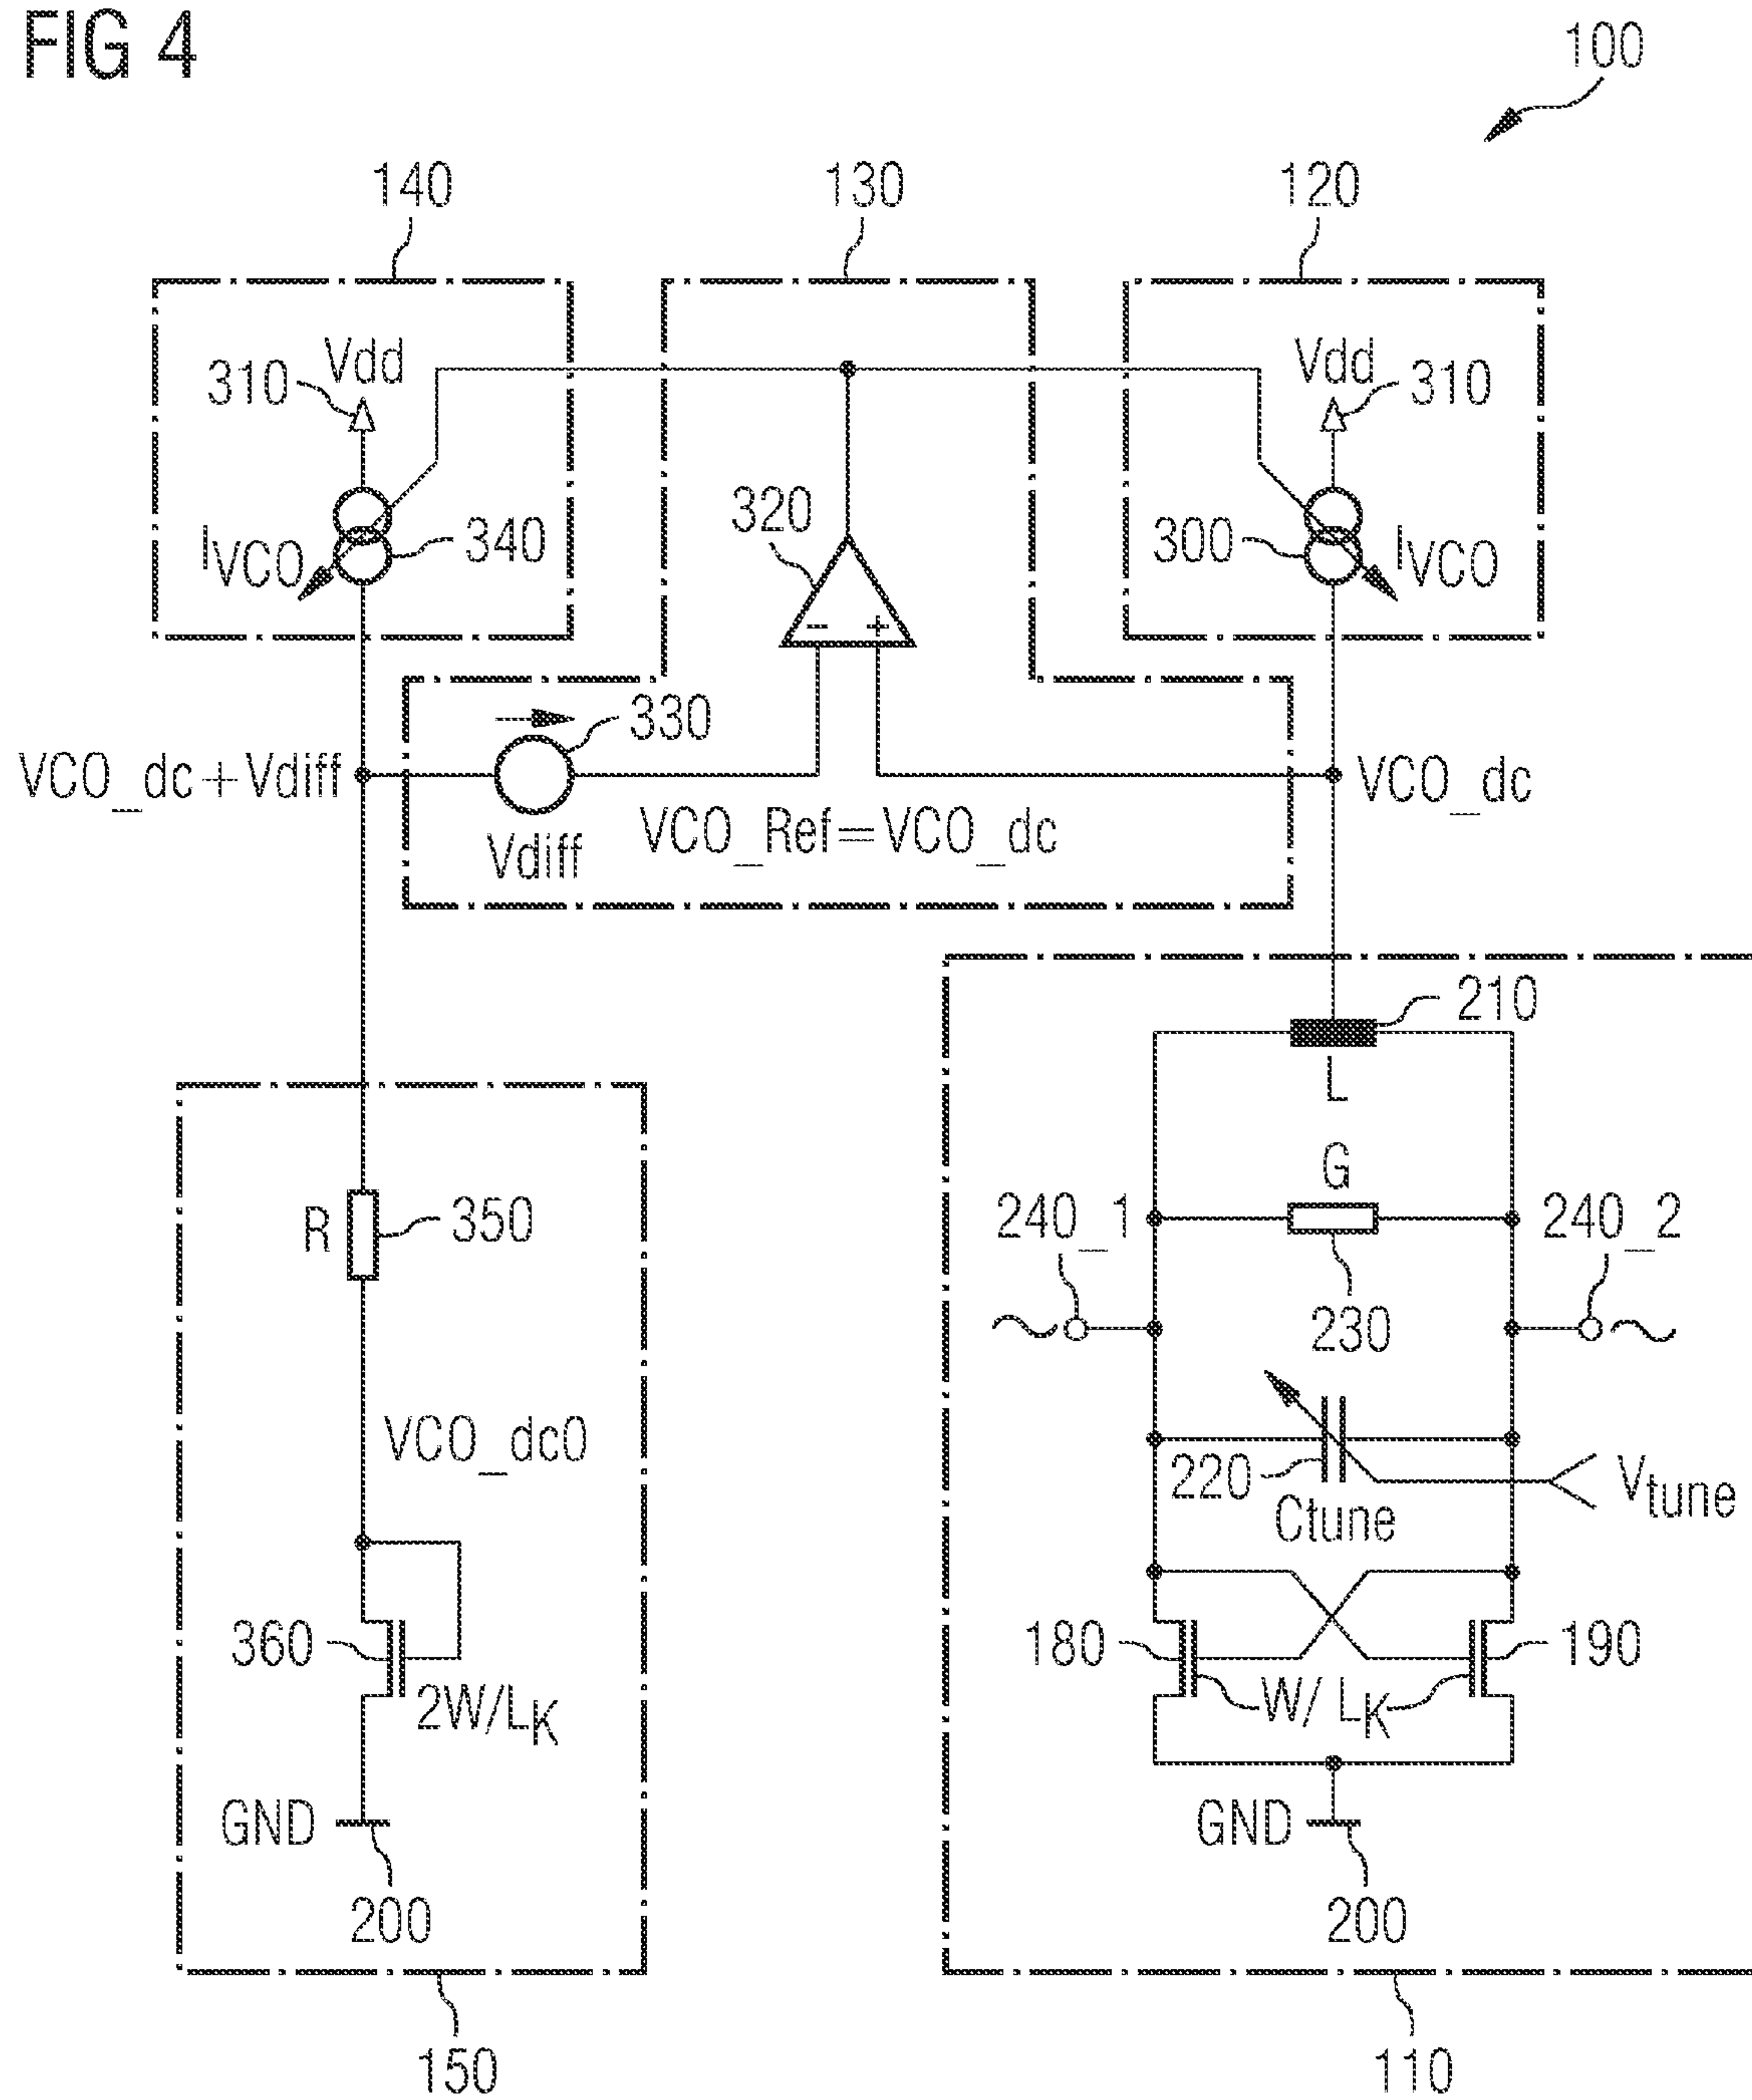 FIG 4
100
140
130
120
Vdd
310
Vdd
310
320
IVCO
340
300
IVCO
- +
330
VCO_dc+Vdiff
Vdiff
VCO_Ref=VCO_dc
VCO_dc
210
L
G
R
350
240_1
240_2
230
VCO_dc0
220
Ctune
Vtune
360
2W/LK
180
190
W/LK
GND
GND
200
200
150
110